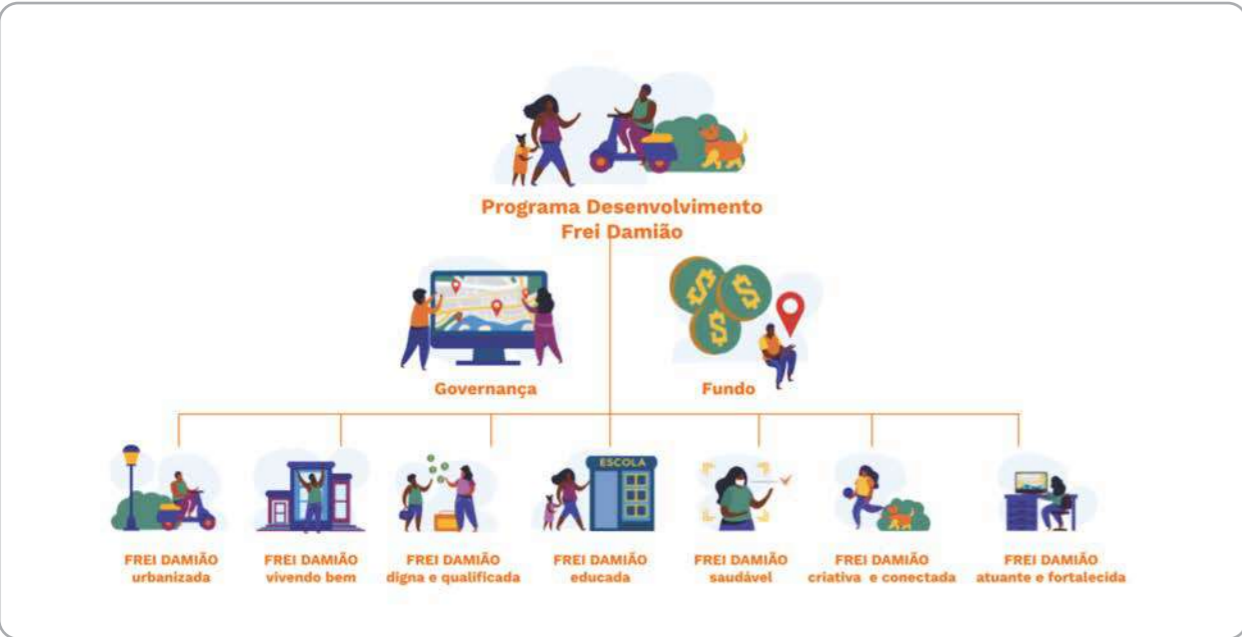 Programa Desenvolvimento
Frei Damião
Governança
Fundo
ESCOLA
FREI DAMIÃO
urbanizada
FREI DAMIÃO
vivendo bem
FREI DAMIÃO
digna e qualificada
FREI DAMIÃO
educada
FREI DAMIÃO
saudável
FREI DAMIÃO
criativa e conectada
FREI DAMIÃO
atuante e fortalecida